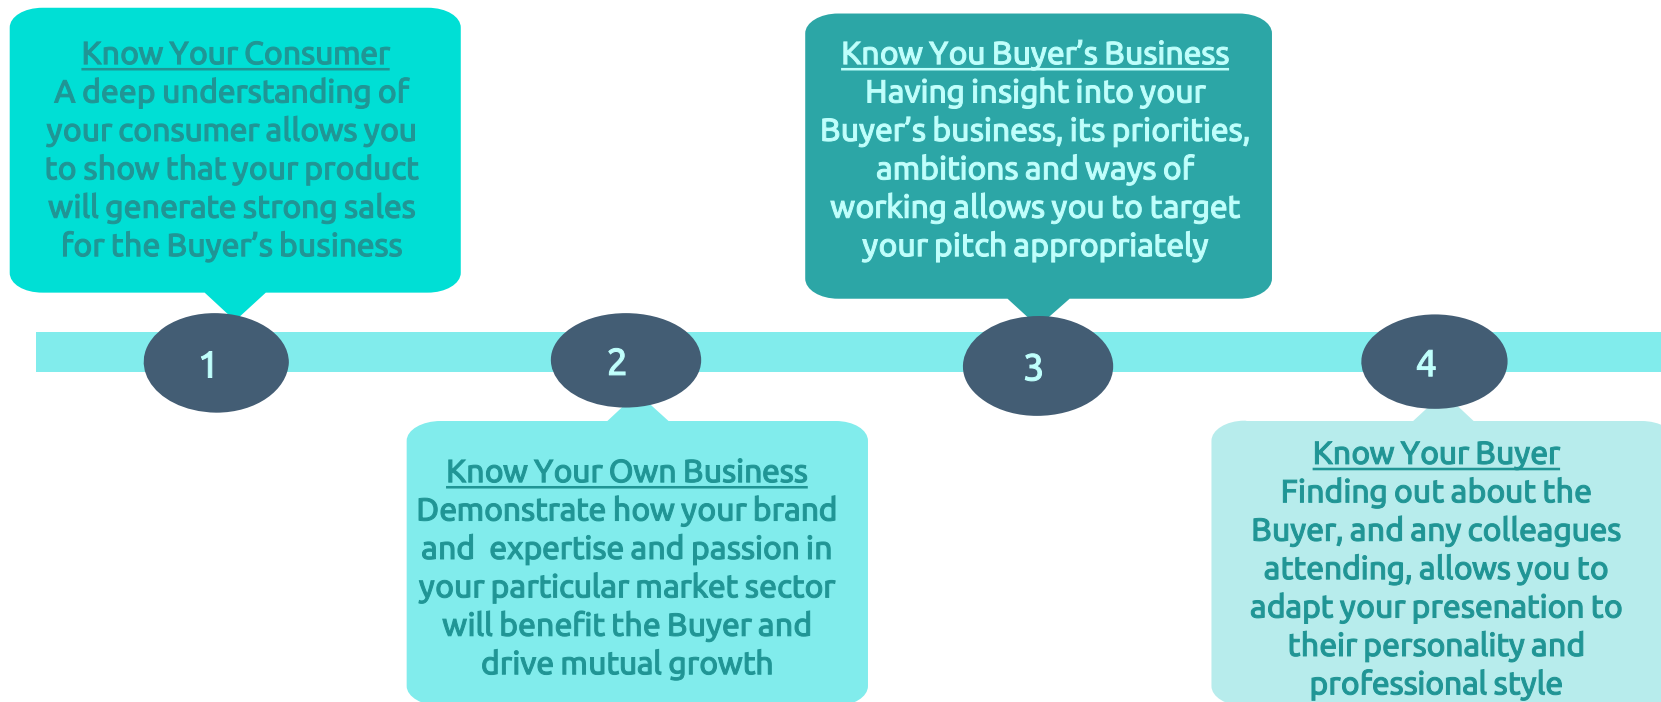 Know Your Consumer
A deep understanding of
your consumer allows you
to show that your product
will generate strong sales
for the Buyer’s business
1
2
Know Your Own Business
Demonstrate how your brand
and  expertise and passion in
your particular market sector
will benefit the Buyer and
drive mutual growth
Know You Buyer’s Business
Having insight into your
Buyer’s business, its priorities,
ambitions and ways of
working allows you to target
your pitch appropriately
3
4
Know Your Buyer
Finding out about the
Buyer, and any colleagues
attending, allows you to
adapt your presenation to
their personality and
professional style